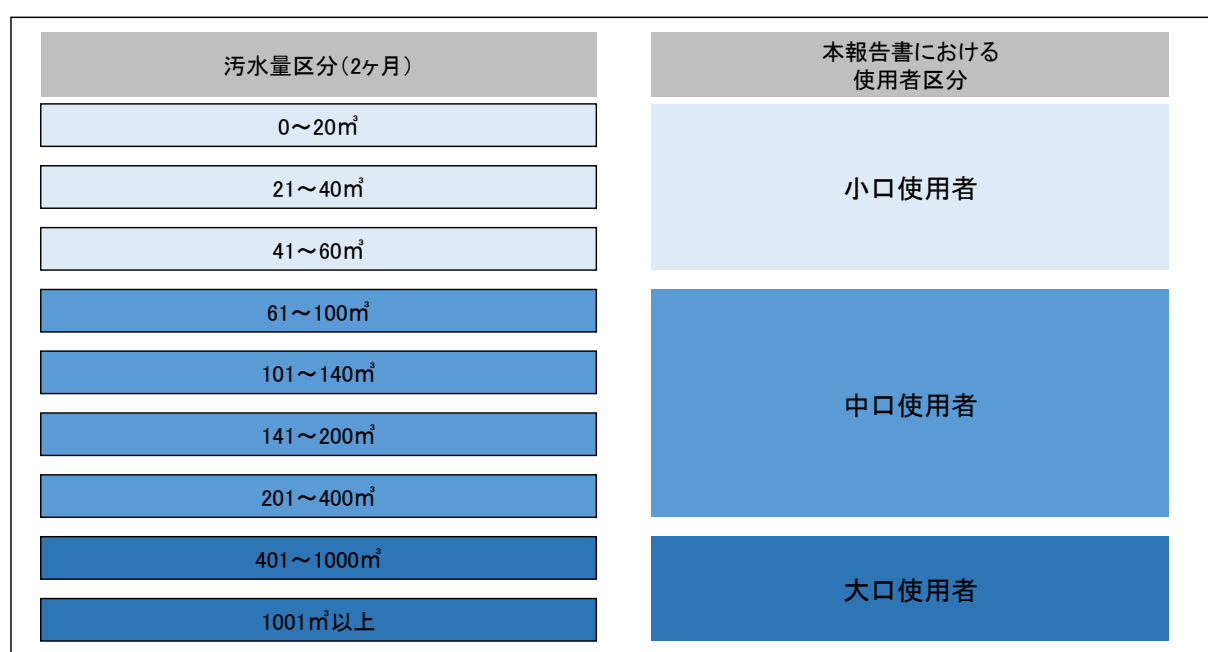 汚水量区分(2ヶ月)
本報告書における
使用者区分
0～20㎥
21～40㎥
41～60㎥
小口使用者
61～100㎥
101～140㎥
141～200㎥
201～400㎥
中口使用者
401～1000㎥
1001㎥以上
大口使用者